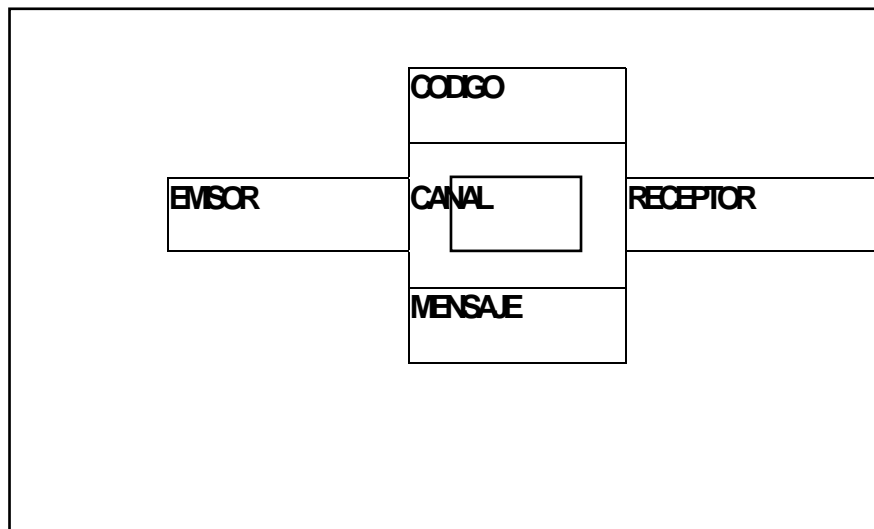 CODIGO
EMISOR
CANAL
RECEPTOR
MENSAJE